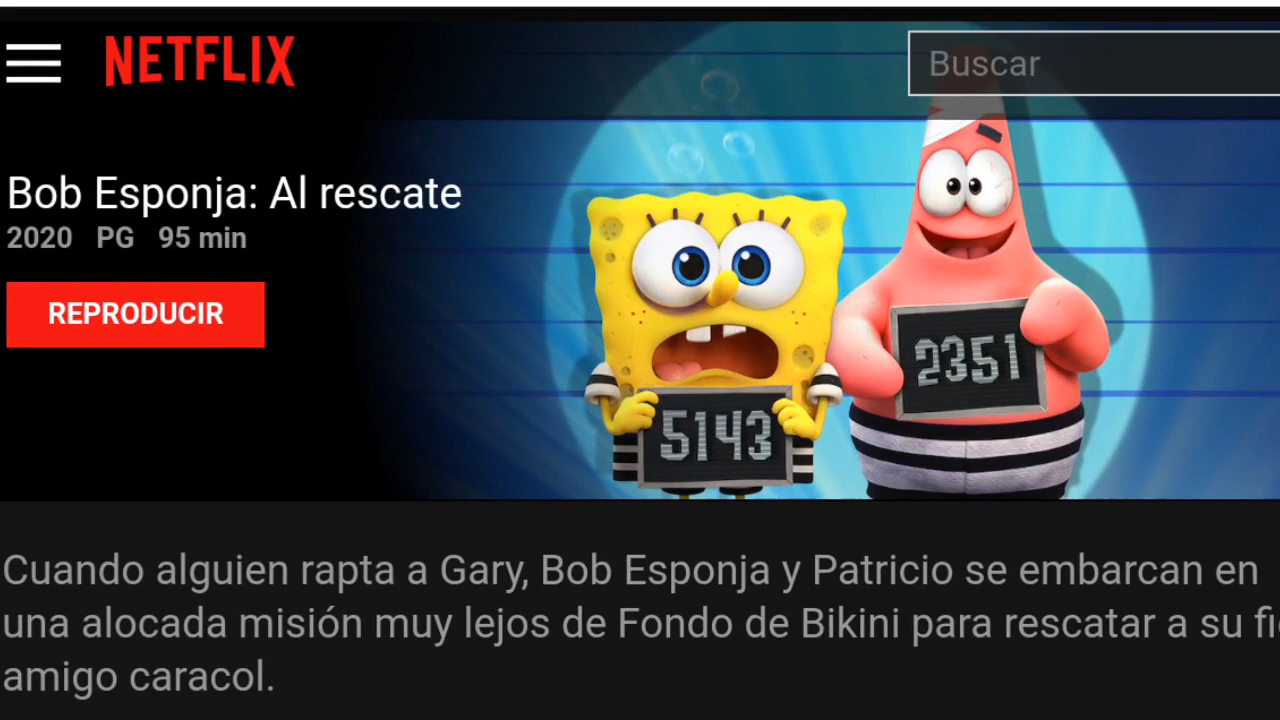 NETFLIX
Buscar
Bob Esponja: Al rescate
2020 PG 95 min
REPRODUCIR
2351
5143
Cuando alguien rapta a Gary, Bob Esponja y Patricio se embarcan en
una alocada misión muy lejos de Fondo de Bikini para rescatar a su
amigo caracol.